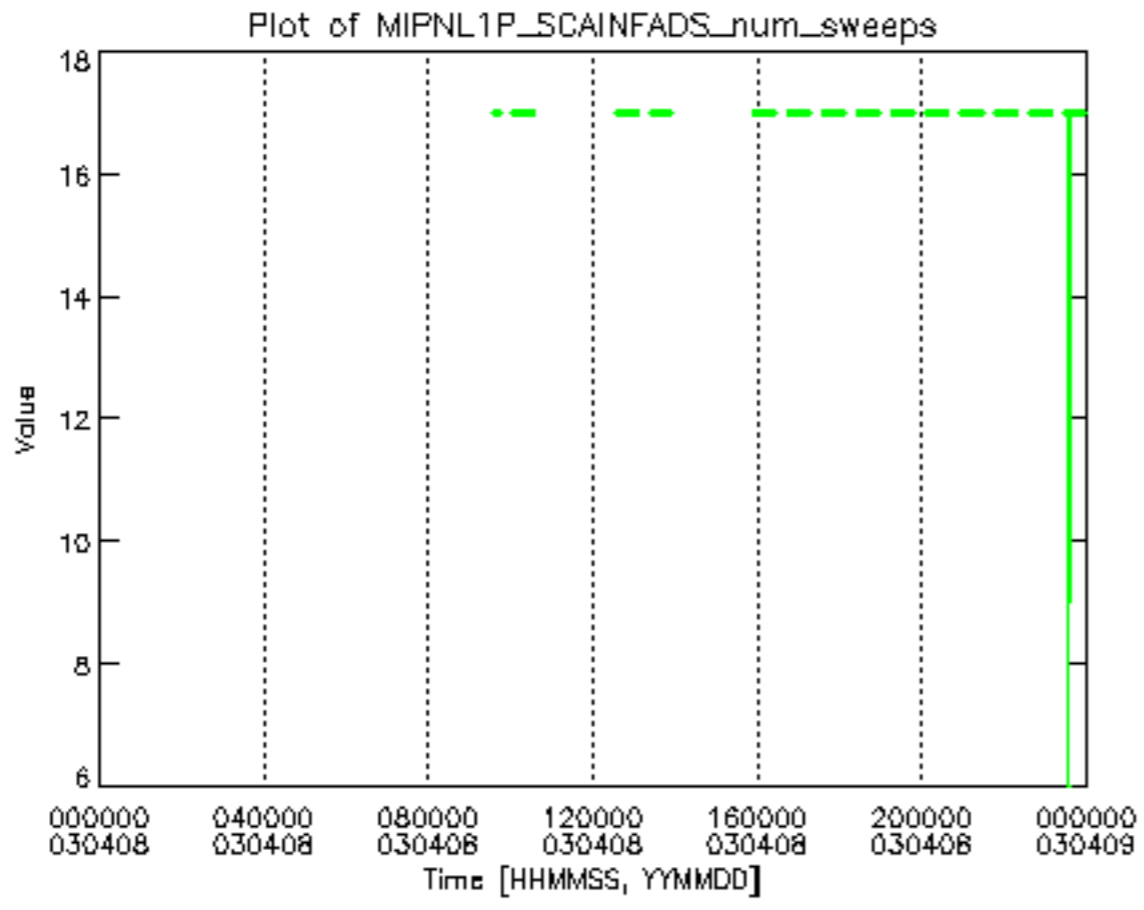 Plot of MIPNL1P_SCAINFADS_num_sweeps
18
16
14
12
10
8
6
Value
000000 040000 080000 120000 160000 200000 000000
030408 030408 030408 030408 030408 030408 030409
Time [HHMMSS, YYMMDD]